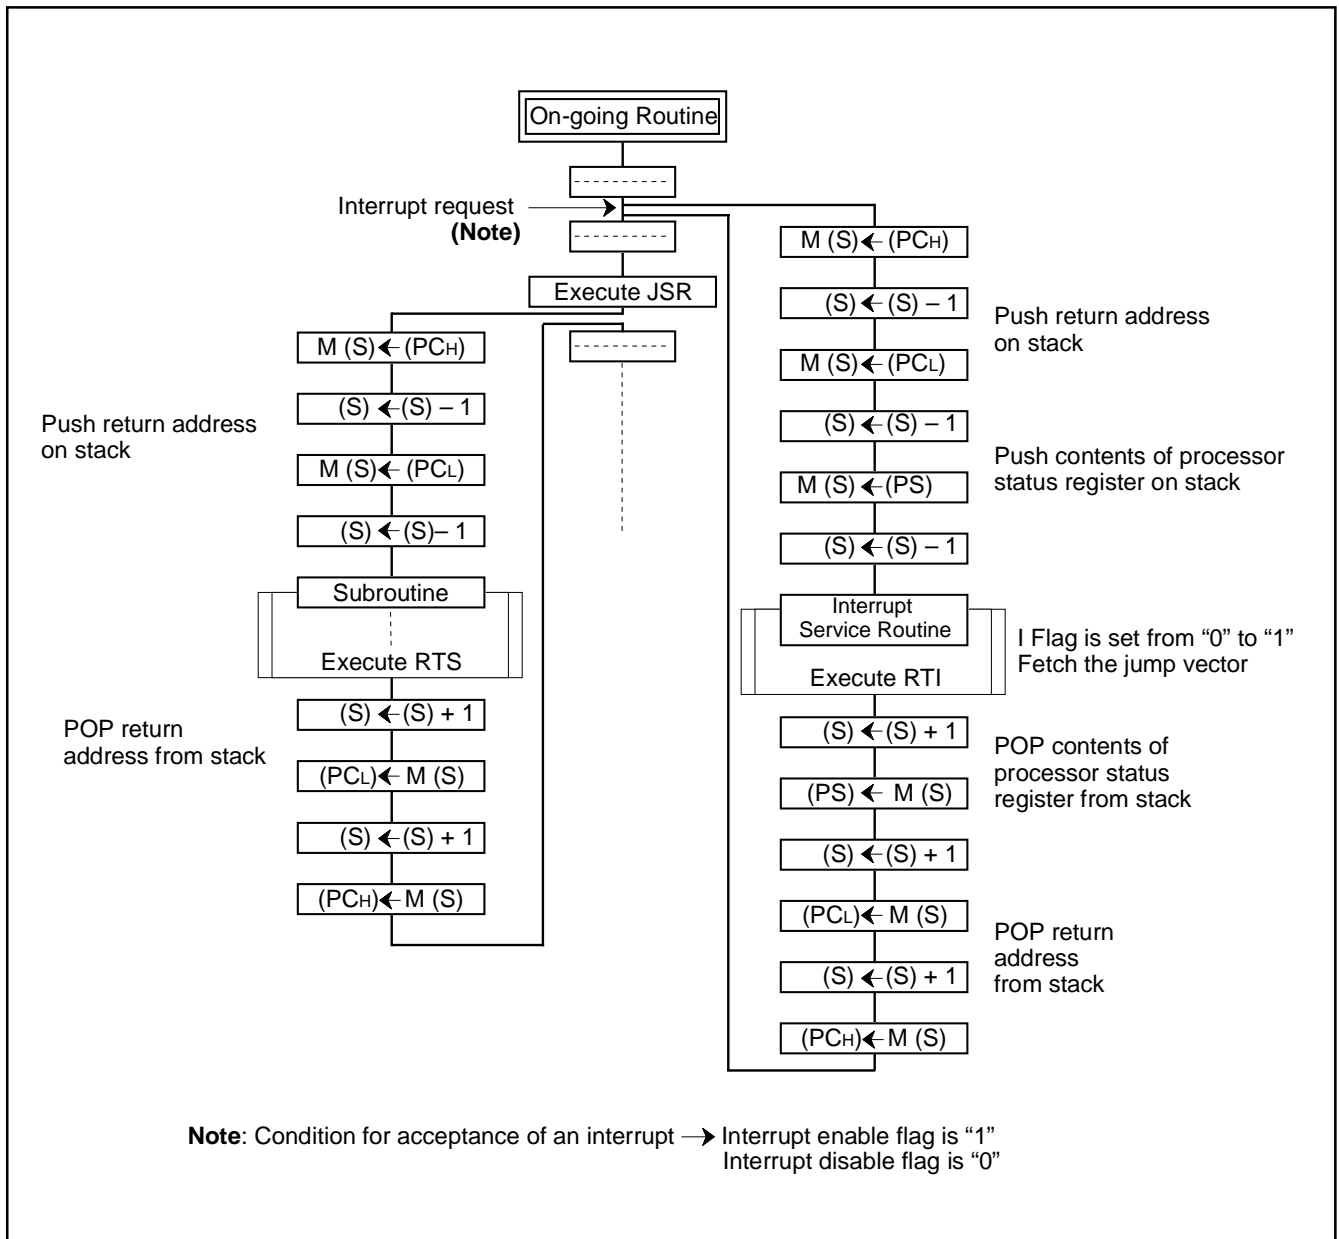 On-going Routine
Interrupt request
(Note)
Execute JSR
M (S) ← (PCH)
(S) ← (S) – 1
M (S) ← (PCL)
(S) ← (S)– 1
Push return address
on stack
Subroutine
Execute RTS
(S) ← (S) + 1
(PCL) ← M (S)
(S) ← (S) + 1
(PCH) ← M (S)
POP return
address from stack
M (S) ← (PCH)
(S) ← (S) – 1
M (S) ← (PCL)
(S) ← (S) – 1
M (S) ← (PS)
(S) ← (S) – 1
Push return address
on stack
Push contents of processor
status register on stack
Interrupt
Service Routine
Execute RTI
I Flag is set from “0” to “1”
Fetch the jump vector
(S) ← (S) + 1
(PS) ← M (S)
(S) ← (S) + 1
(PCL) ← M (S)
(S) ← (S) + 1
(PCH) ← M (S)
POP contents of
processor status
register from stack
POP return
address
from stack
Note: Condition for acceptance of an interrupt → Interrupt enable flag is “1”
Interrupt disable flag is “0”